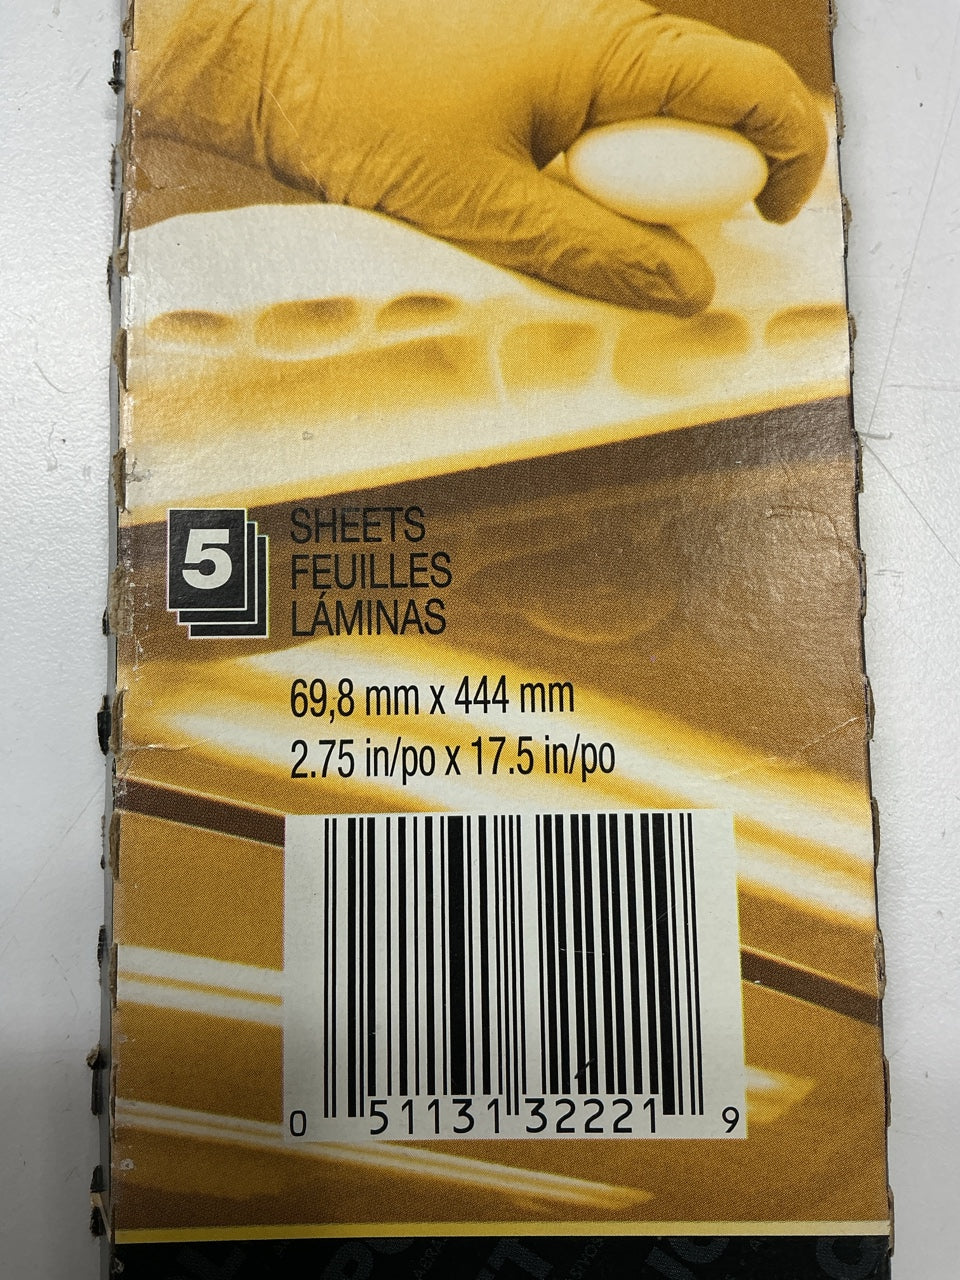 5
SHEETS
FEUILLES
LÁMINAS
69,8 mm x 444 mm
2.75 in/po x 17.5 in/po
0 51131 32221 9